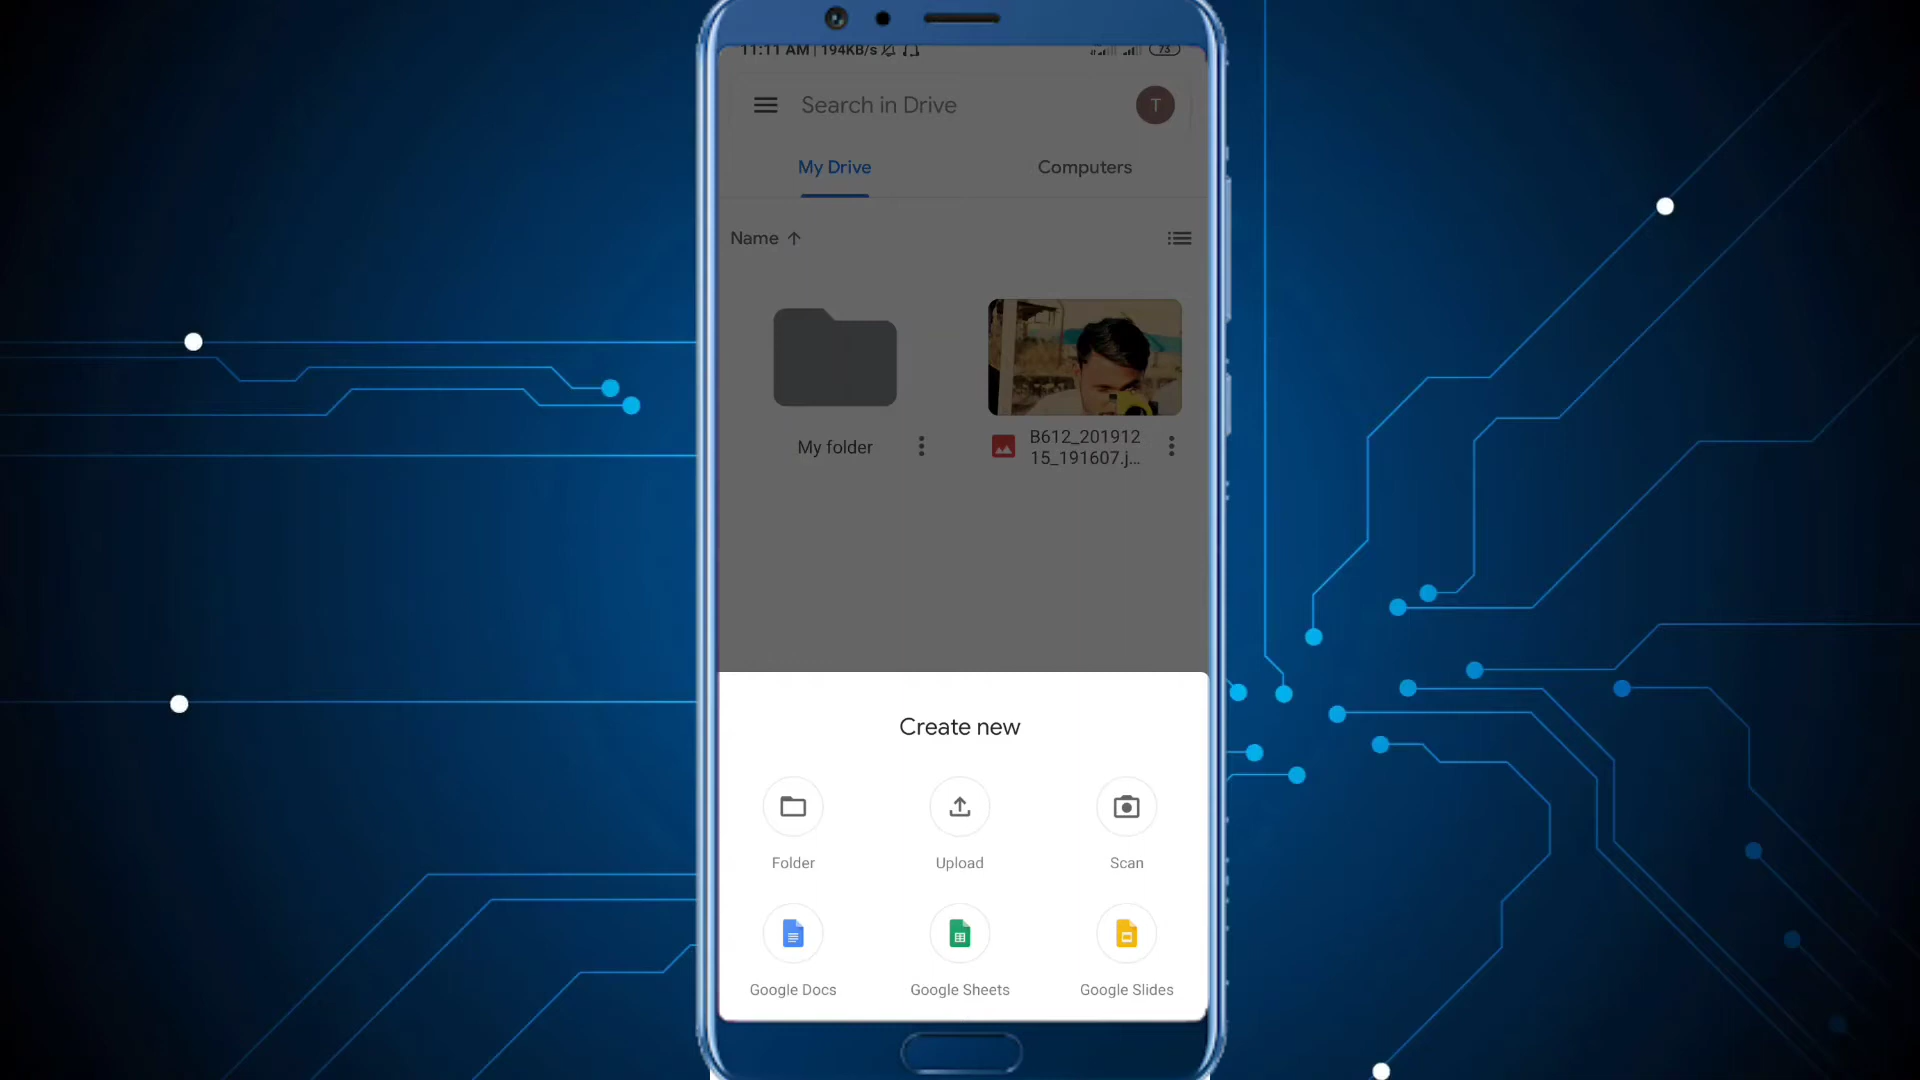 11:11 AM | 194KB/s
73
Search in Drive
T
My Drive
Computers
Name
My folder
B612_201912
15_191607.j...
Create new
Folder
Upload
Scan
Google Docs
Google Sheets
Google Slides